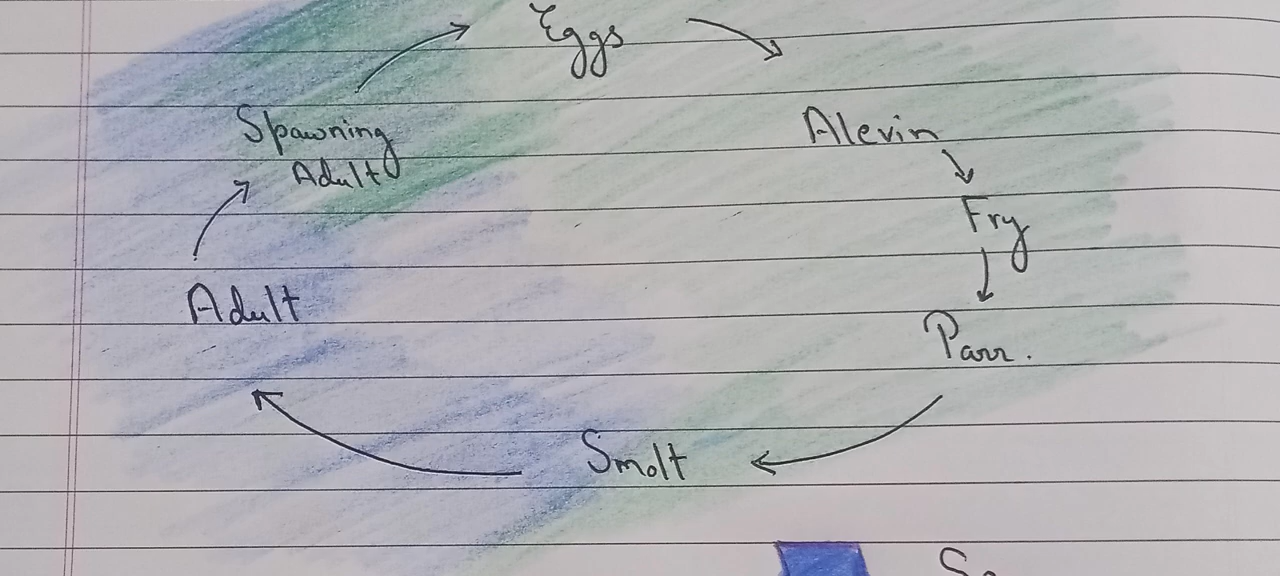 Eggs
Spawning
Adult
Alevin
Fry
Adult
Parr.
Smolt